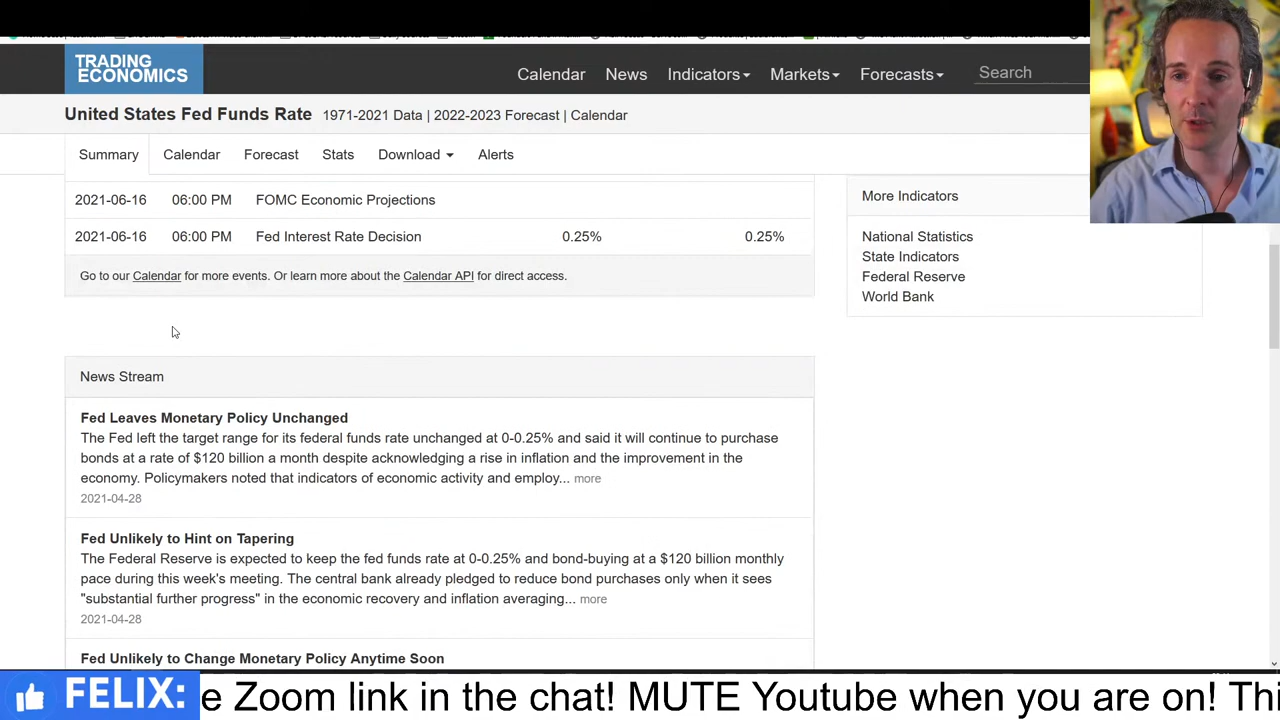 TRADING
ECONOMICS
Calendar News Indicators Markets Forecasts Search
United States Fed Funds Rate 1971-2021 Data | 2022-2023 Forecast | Calendar
Summary Calendar Forecast Stats Download Alerts
2021-06-16 06:00 PM FOMC Economic Projections
2021-06-16 06:00 PM Fed Interest Rate Decision 0.25% 0.25%
Go to our Calendar for more events. Or learn more about the Calendar API for direct access.
More Indicators
National Statistics
State Indicators
Federal Reserve
World Bank
News Stream
Fed Leaves Monetary Policy Unchanged
The Fed left the target range for its federal funds rate unchanged at 0-0.25% and said it will continue to purchase
bonds at a rate of $120 billion a month despite acknowledging a rise in inflation and the improvement in the
economy. Policymakers noted that indicators of economic activity and employ... more
2021-04-28
Fed Unlikely to Hint on Tapering
The Federal Reserve is expected to keep the fed funds rate at 0-0.25% and bond-buying at a $120 billion monthly
pace during this week's meeting. The central bank already pledged to reduce bond purchases only when it sees
"substantial further progress" in the economic recovery and inflation averaging... more
2021-04-28
Fed Unlikely to Change Monetary Policy Anytime Soon
FELIX: e Zoom link in the chat! MUTE Youtube when you are on! Thi